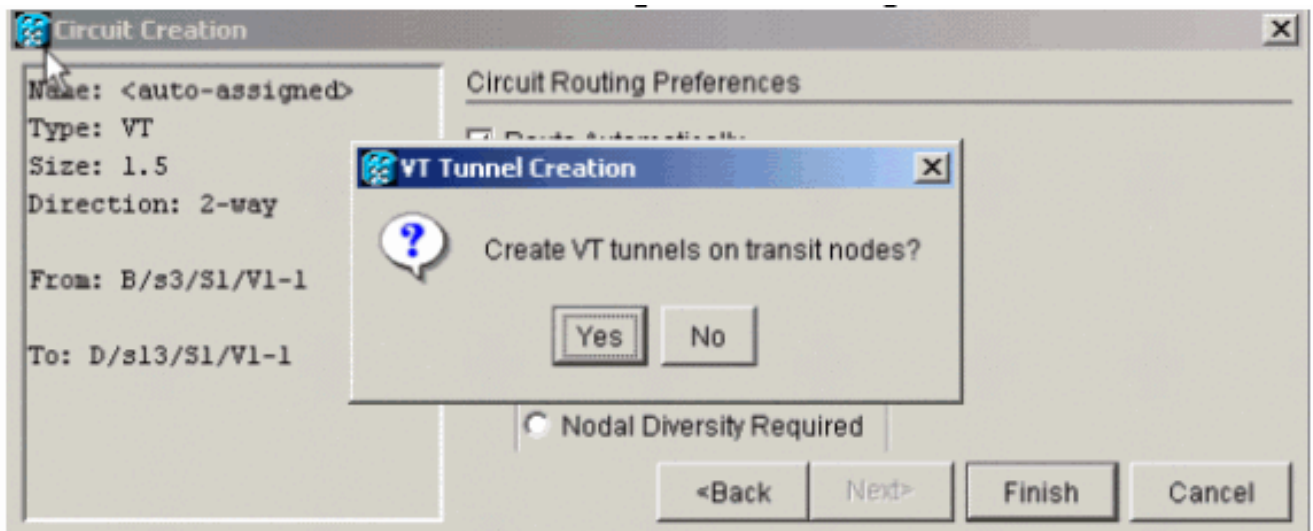 Circuit Creation
Name: <auto-assigned>
Type: VT
Size: 1.5
Direction: 2-way
From: B/s3/S1/V1-1
To: D/s13/S1/V1-1
Circuit Routing Preferences
VT Tunnel Creation
Create VT tunnels on transit nodes?
Yes No
Nodal Diversity Required
<Back Next> Finish Cancel